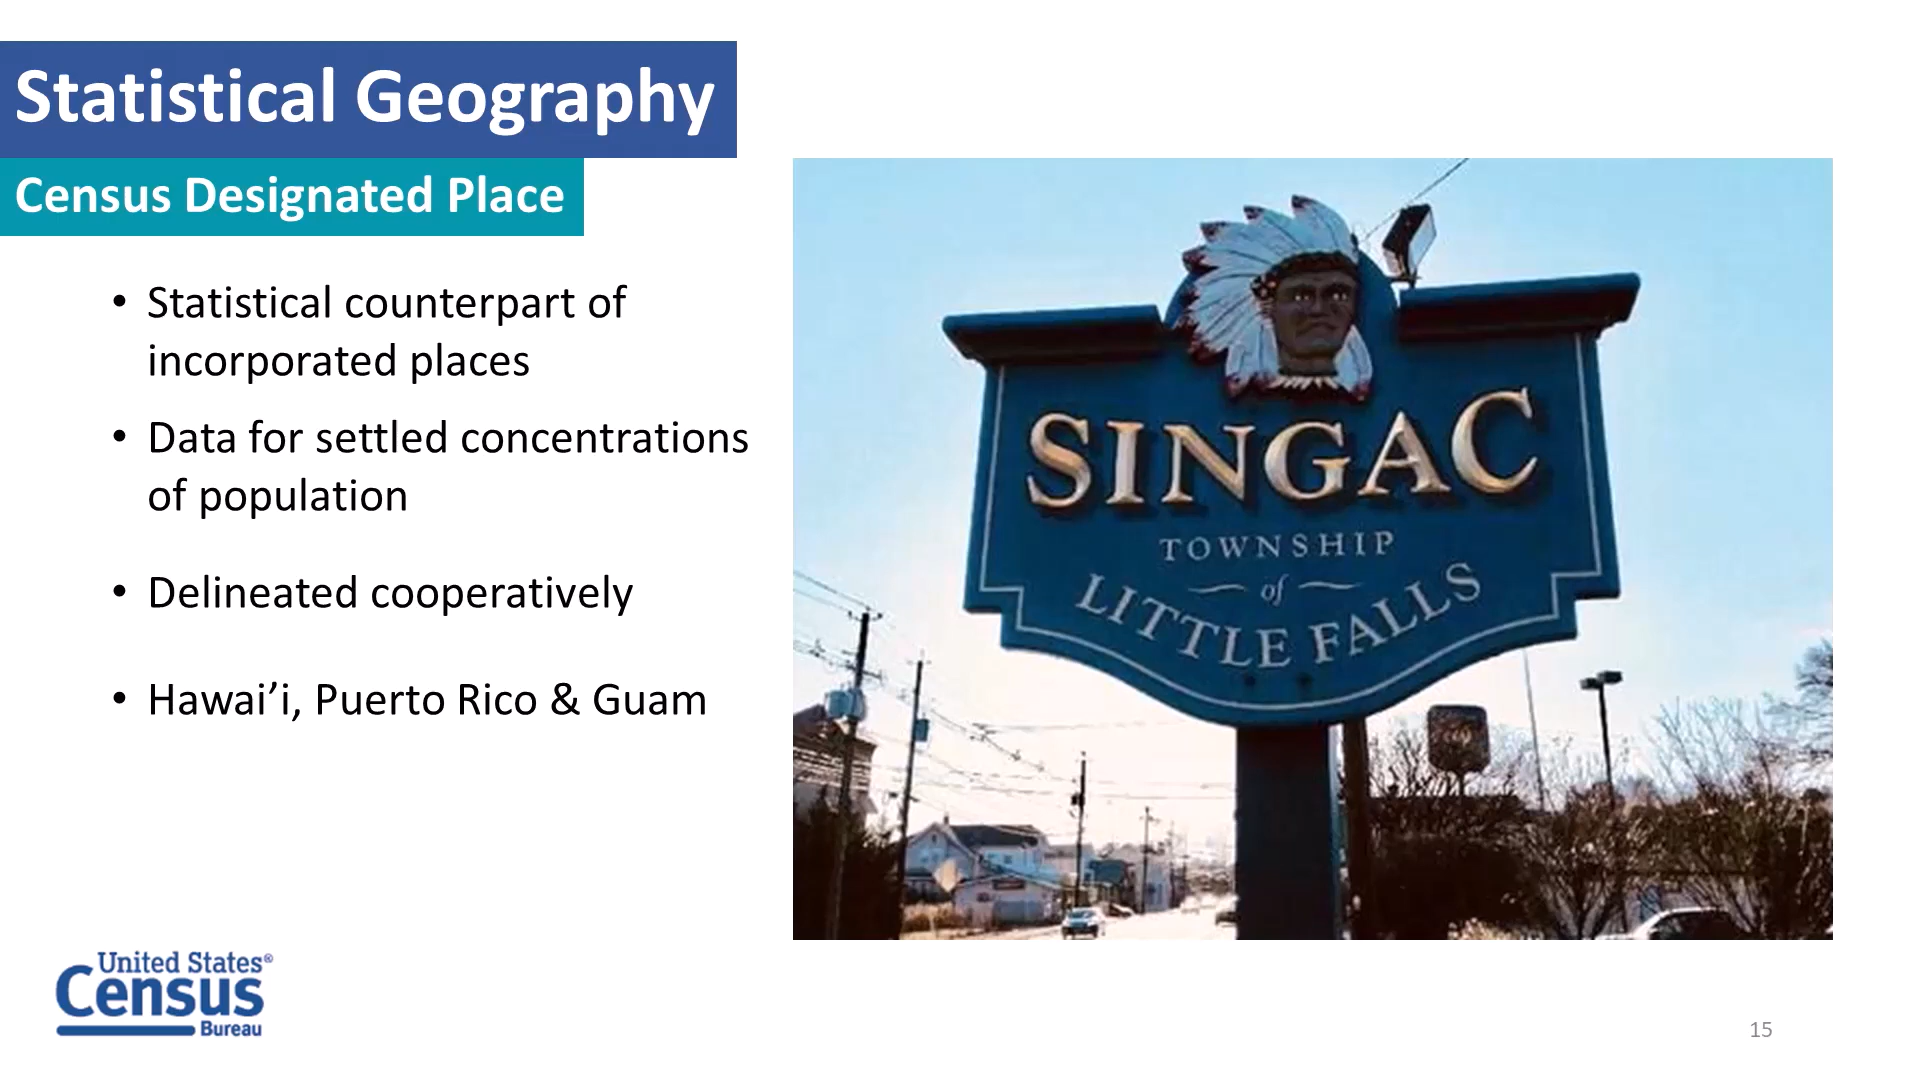 Statistical Geography
Census Designated Place
• Statistical counterpart of
incorporated places
• Data for settled concentrations
of population
• Delineated cooperatively
• Hawai’i, Puerto Rico & Guam
SINGAC
TOWNSHIP
of
LITTLE FALLS
United States®
Census
Bureau
15